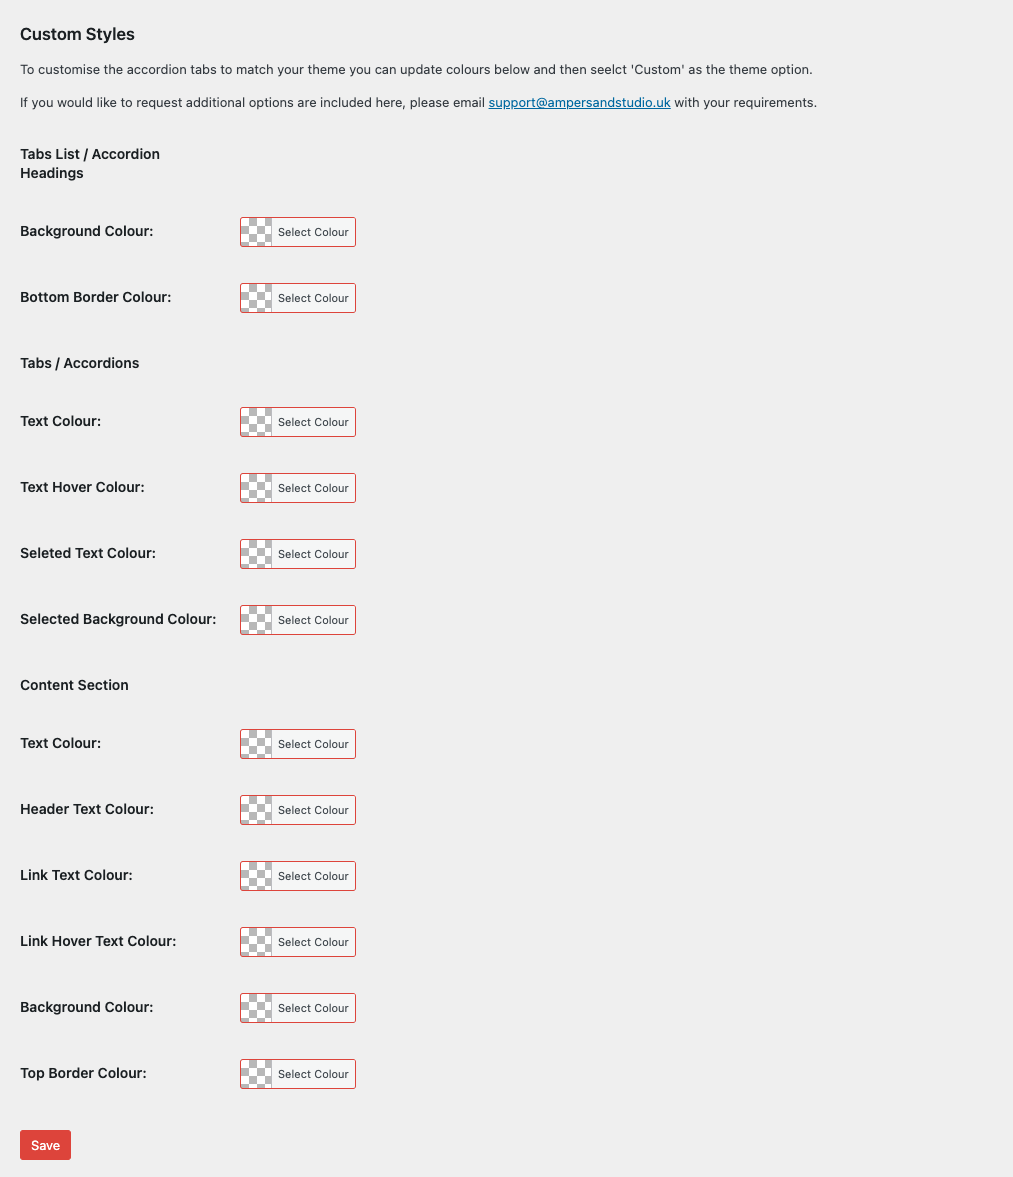 Custom Styles
To customise the accordion tabs to match your theme you can update colours below and then seelct 'Custom' as the theme option.
If you would like to request additional options are included here, please email support@ampersandstudio.uk with your requirements.
Tabs List / Accordion
Headings
Background Colour: Select Colour
Bottom Border Colour: Select Colour
Tabs / Accordions
Text Colour: Select Colour
Text Hover Colour: Select Colour
Seleted Text Colour: Select Colour
Selected Background Colour: Select Colour
Content Section
Text Colour: Select Colour
Header Text Colour: Select Colour
Link Text Colour: Select Colour
Link Hover Text Colour: Select Colour
Background Colour: Select Colour
Top Border Colour: Select Colour
Save